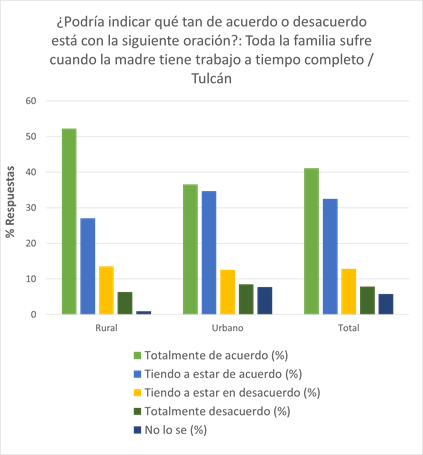 ¿Podría indicar qué tan de acuerdo o desacuerdo
está con la siguiente oración?: Toda la familia sufre
cuando la madre tiene trabajo a tiempo completo /
Tulcán
% Respuestas
60
50
40
30
20
10
0
Rural
Urbano
Total
Totalmente de acuerdo (%)
Tiendo a estar de acuerdo (%)
Tiendo a estar en desacuerdo (%)
Totalmente desacuerdo (%)
No lo se (%)